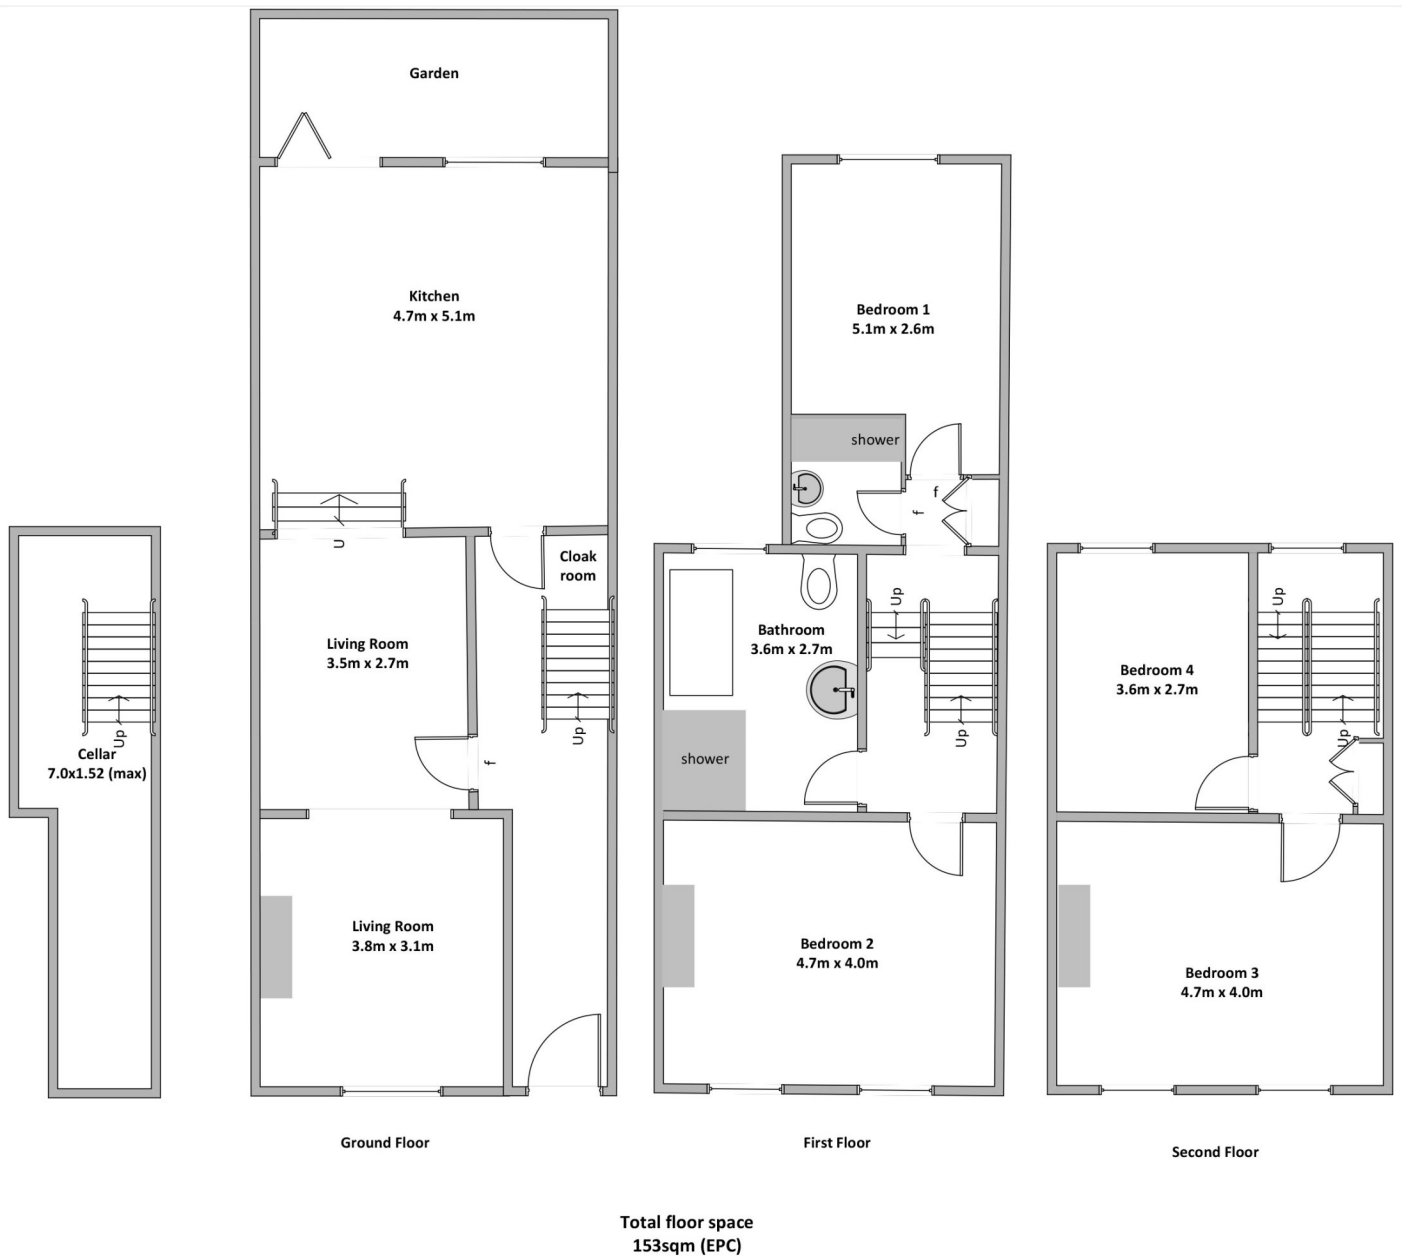 Garden
Kitchen
4.7m x 5.1m
U
Cloak
room
Living Room
3.5m x 2.7m
Up
f
Living Room
3.8m x 3.1m
Ground Floor
Up
Cellar
7.0x1.52 (max)
Bedroom 1
5.1m x 2.6m
shower
f
f
Up
Bathroom
3.6m x 2.7m
Up
shower
Bedroom 2
4.7m x 4.0m
First Floor
Up
Bedroom 4
3.6m x 2.7m
Up
Bedroom 3
4.7m x 4.0m
Second Floor
Total floor space
153sqm (EPC)